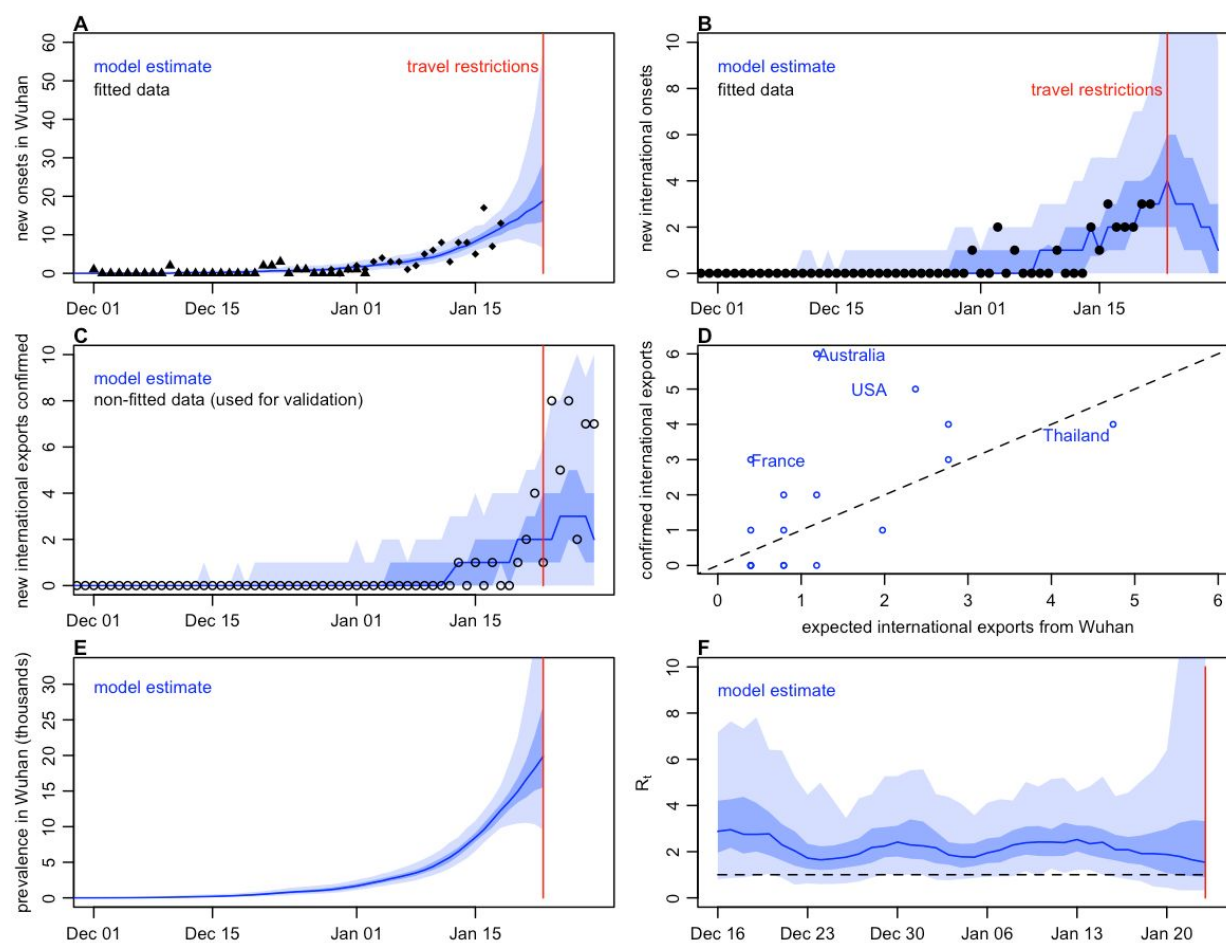 A
60
50
40
30
20
10
0
new onsets in Wuhan
model estimate
fitted data
travel restrictions
Dec 01
Dec 15
Jan 01
Jan 15
B
10
8
6
4
2
0
new international onsets
model estimate
fitted data
travel restrictions
Dec 01
Dec 15
Jan 01
Jan 15
C
10
8
6
4
2
0
new international exports confirmed
model estimate
non-fitted data (used for validation)
Dec 01
Dec 15
Jan 01
Jan 15
D
6
5
4
3
2
1
0
confirmed international exports
Australia
USA
Thailand
France
0
1
2
3
4
5
6
expected international exports from Wuhan
E
30
25
20
15
10
5
0
prevalence in Wuhan (thousands)
model estimate
Dec 01
Dec 15
Jan 01
Jan 15
F
10
8
6
4
2
0
Rt
model estimate
Dec 16
Dec 23
Dec 30
Jan 06
Jan 13
Jan 20